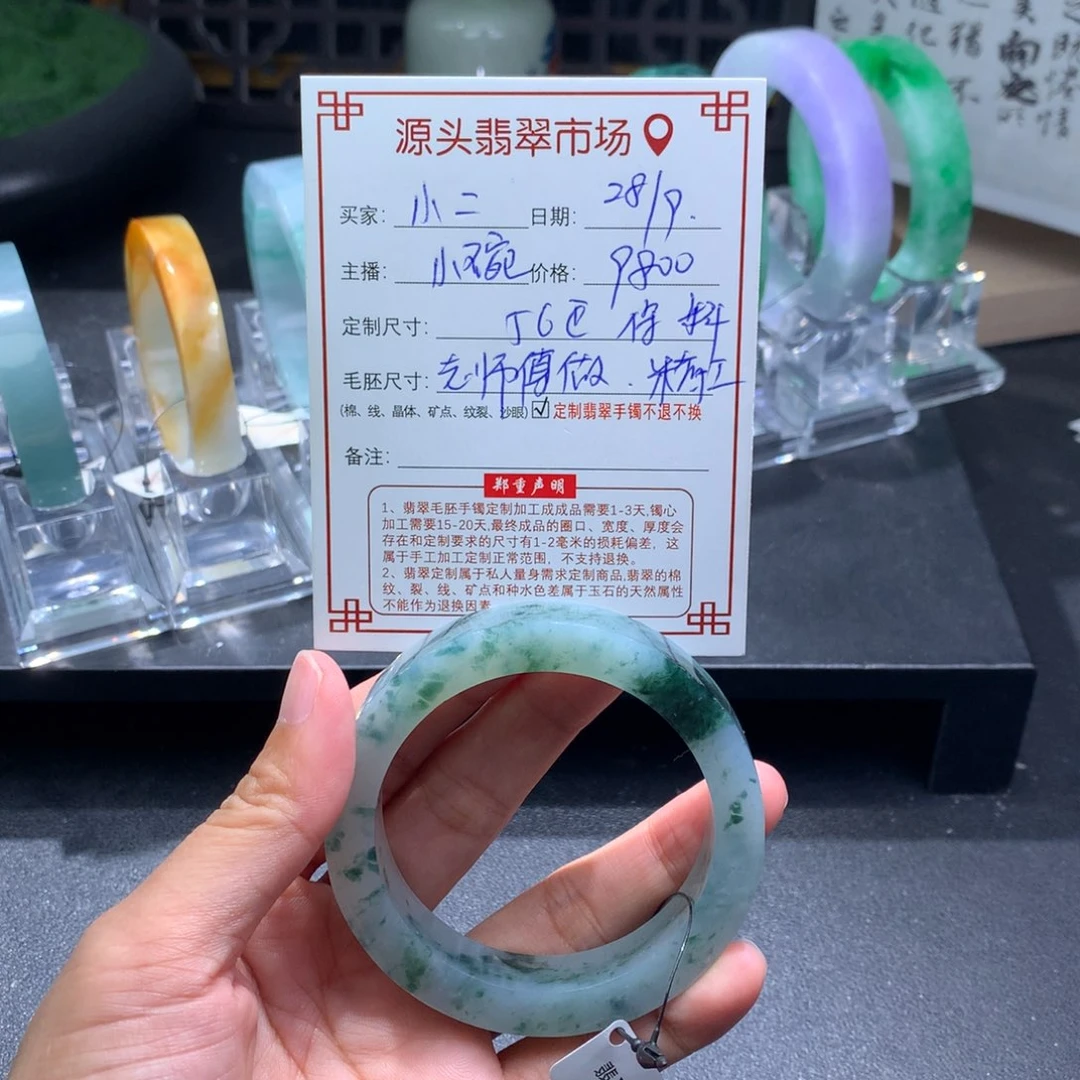 源头翡翠市场
买家: 小二 日期: 28/9.
主播: 价格: 9800
定制尺寸: 56
毛胚尺寸: 老师傅做.
(棉、线、晶体、矿点、纹裂、沙眼) ☑ 定制翡翠手镯不退不换
备注:
郑重声明
1、翡翠毛胚手镯定制加工成成品需要1-3天,镯心
加工需要15-20天,最终成品的圈口、宽度、厚度会
存在和定制要求的尺寸有1-2毫米的损耗偏差，这
属于手工加工定制正常范围，不支持退换。
2、翡翠定制属于私人量身需求定制商品,翡翠的棉
纹、裂、线、矿点和种水色差属于玉石的天然属性
不能作为退换因素